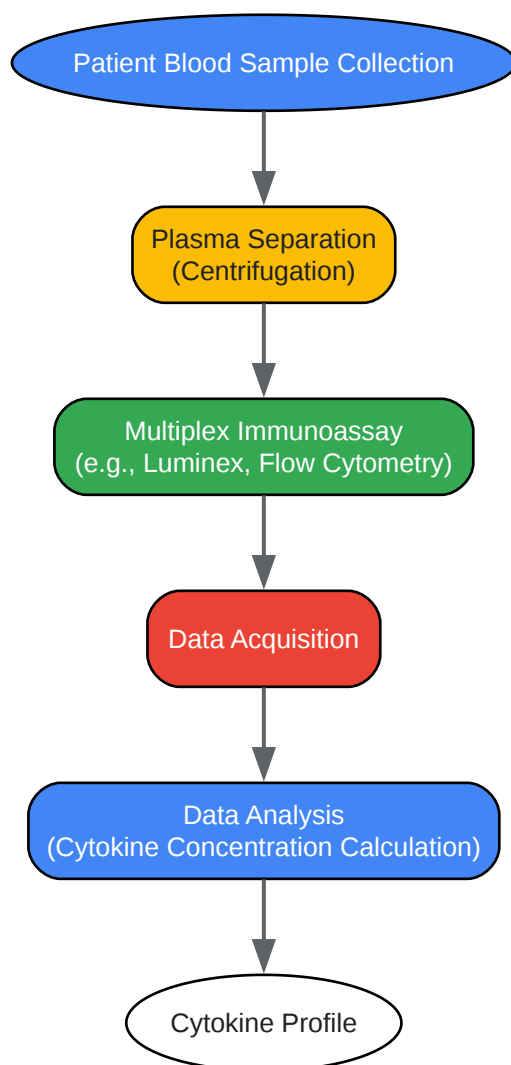 Patient Blood Sample Collection
Plasma Separation
(Centrifugation)
Multiplex Immunoassay
(e.g., Luminex, Flow Cytometry)
Data Acquisition
Data Analysis
(Cytokine Concentration Calculation)
Cytokine Profile